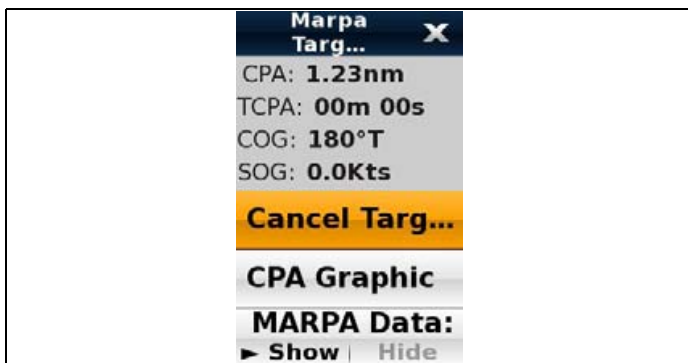 Marpa
Targ...
X
CPA: 1.23nm
TCPA: 00m 00s
COG: 180°T
SOG: 0.0Kts
Cancel Targ...
CPA Graphic
MARPA Data:
► Show | Hide